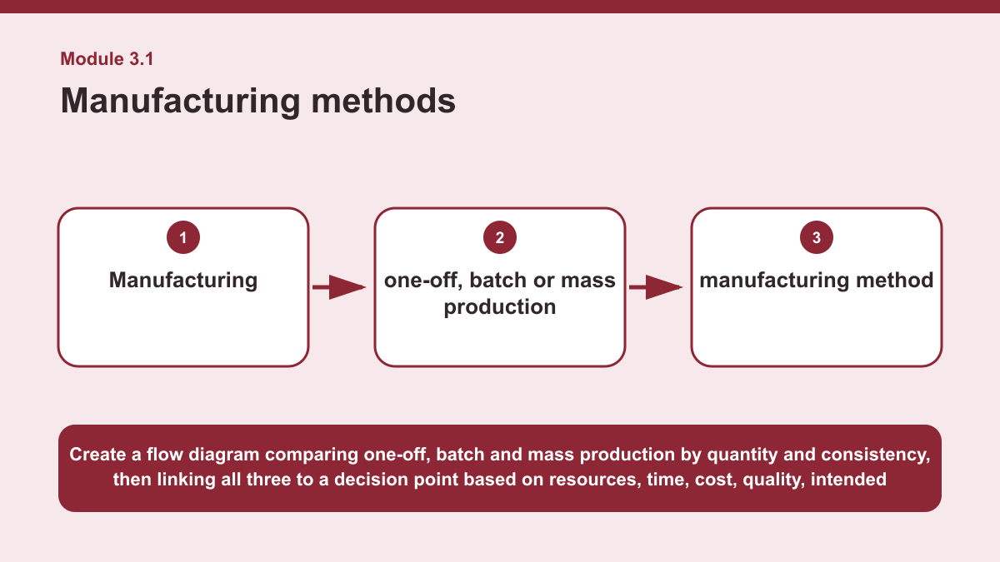 Module 3.1
Manufacturing methods
1
Manufacturing
2
one-off, batch or mass
production
3
manufacturing method
Create a flow diagram comparing one-off, batch and mass production by quantity and consistency,
then linking all three to a decision point based on resources, time, cost, quality, intended